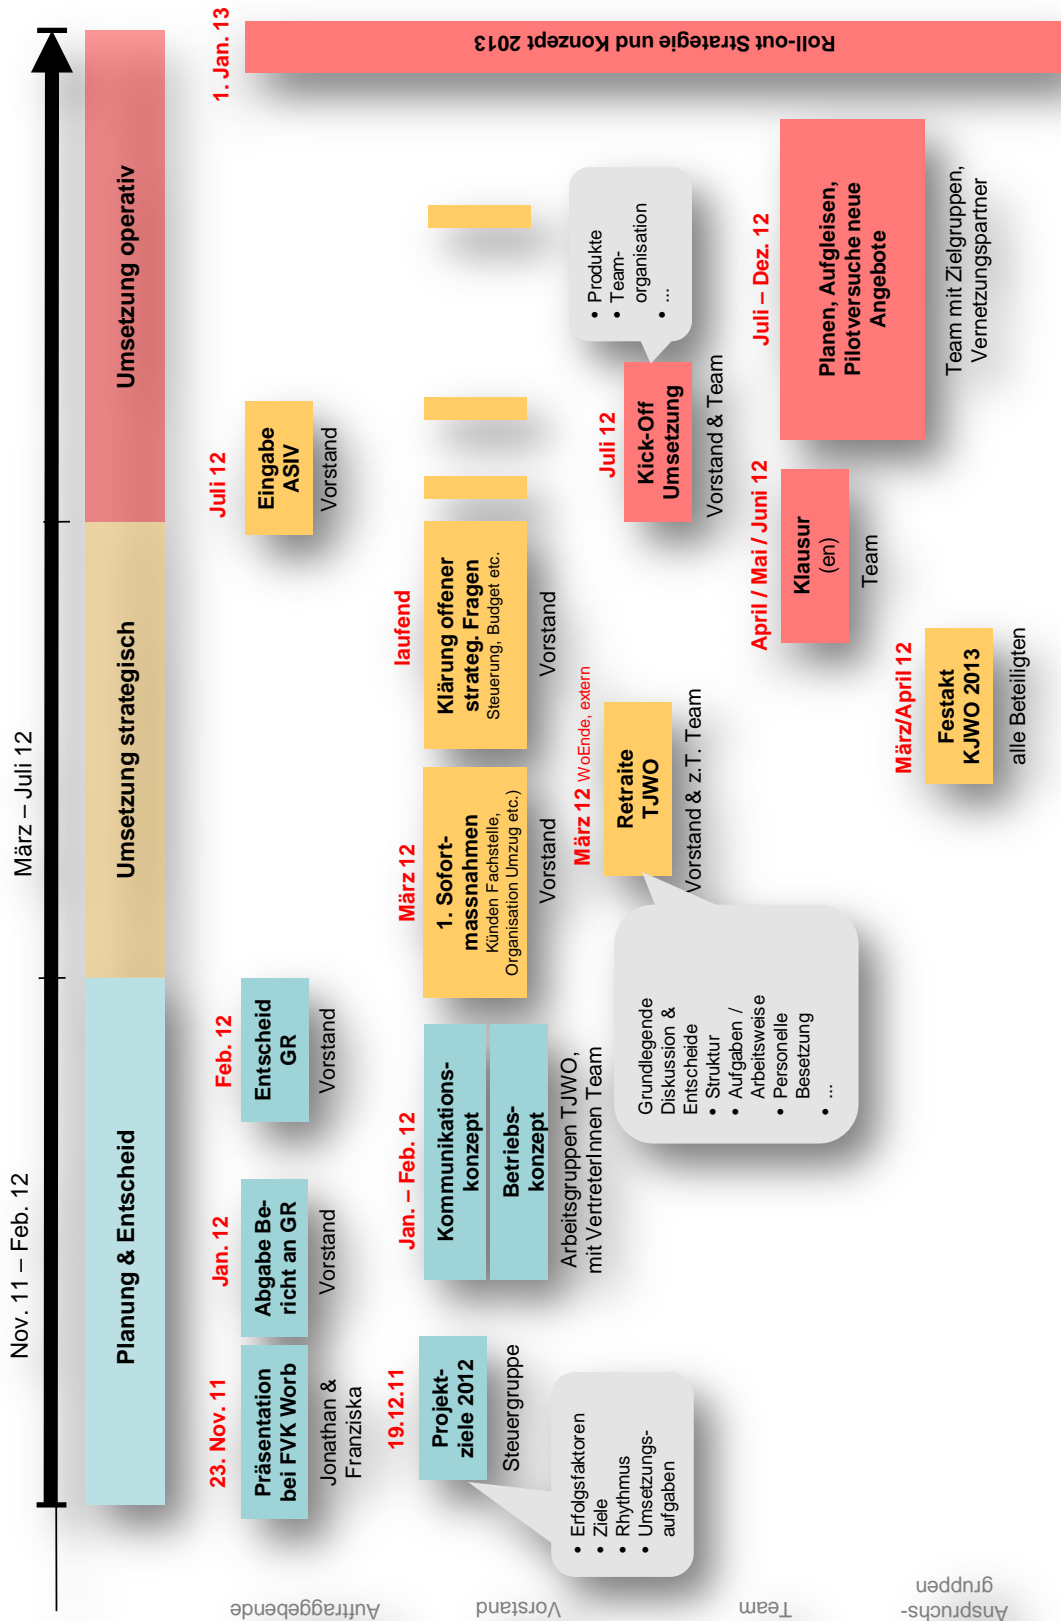 Nov. 11 – Feb. 12
März – Juli 12
Planung & Entscheid
Umsetzung strategisch
Umsetzung operativ
Auftraggebende
23. Nov. 11
Präsentation
bei FVK Worb
Jonathan &
Franziska
Jan. 12
Abgabe Be-
richt an GR
Vorstand
Feb. 12
Entscheid
GR
Vorstand
Juli 12
Eingabe
ASIV
Vorstand
1. Jan. 13
Roll-out Strategie und Konzept 2013
Vorstand
19.12.11
Projekt-
ziele 2012
Steuergruppe
• Erfolgsfaktoren
• Ziele
• Rhythmus
• Umsetzungs-
aufgaben
Jan. – Feb. 12
Kommunikations-
konzept
Betriebs-
konzept
Arbeitsgruppen TJWO,
mit VertreterInnen Team
März 12
1. Sofort-
massnahmen
Künden Fachstelle,
Organisation Umzug etc.)
Vorstand
laufend
Klärung offener
strateg. Fragen
Steuerung, Budget etc.
Vorstand
März 12 WoEnde, extern
Retraite
TJWO
Vorstand & z.T. Team
Grundlegende
Diskussion &
Entscheide
• Struktur
• Aufgaben /
Arbeitsweise
• Personelle
Besetzung
• ...
Juli 12
Kick-Off
Umsetzung
Vorstand & Team
• Produkte
• Team-
organisation
• ...
Team
April / Mai / Juni 12
Klausur
(en)
Team
Juli – Dez. 12
Planen, Aufgleisen,
Pilotversuche neue
Angebote
Team mit Zielgruppen,
Vernetzungspartner
Anspruchs-
gruppen
März/April 12
Festakt
KJWO 2013
alle Beteiligten